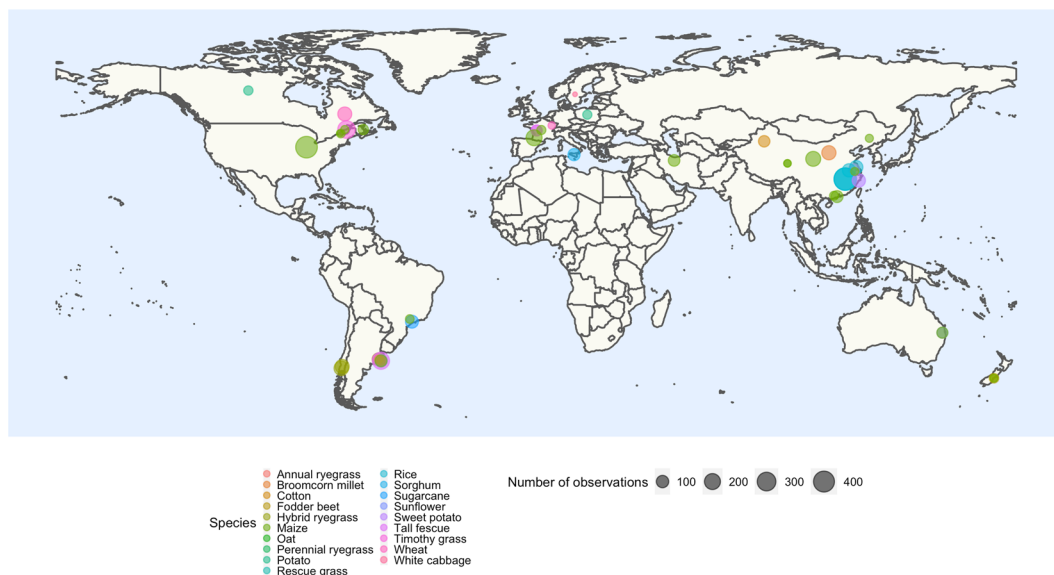 Species
Annual ryegrass
Broomcorn millet
Cotton
Fodder beet
Hybrid ryegrass
Maize
Oat
Perennial ryegrass
Potato
Rescue grass
Rice
Sorghum
Sugarcane
Sunflower
Sweet potato
Tall fescue
Timothy grass
Wheat
White cabbage
Number of observations 100 200 300 400